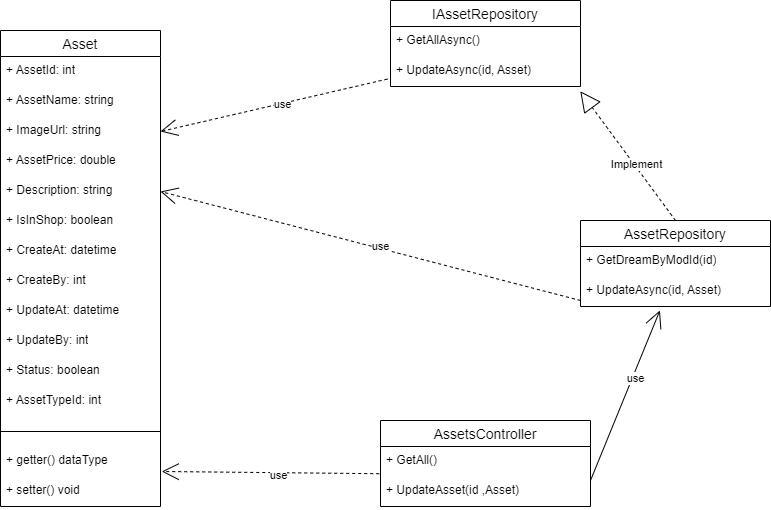 Asset
+ AssetId: int
+ AssetName: string
+ ImageUrl: string
+ AssetPrice: double
+ Description: string
+ IsInShop: boolean
+ CreateAt: datetime
+ CreateBy: int
+ UpdateAt: datetime
+ UpdateBy: int
+ Status: boolean
+ AssetTypeId: int
+ getter() dataType
+ setter() void
IAssetRepository
+ GetAllAsync()
+ UpdateAsync(id, Asset)
use
Implement
AssetRepository
+ GetDreamByModId(id)
+ UpdateAsync(id, Asset)
use
use
AssetsController
+ GetAll()
+ UpdateAsset(id ,Asset)
use